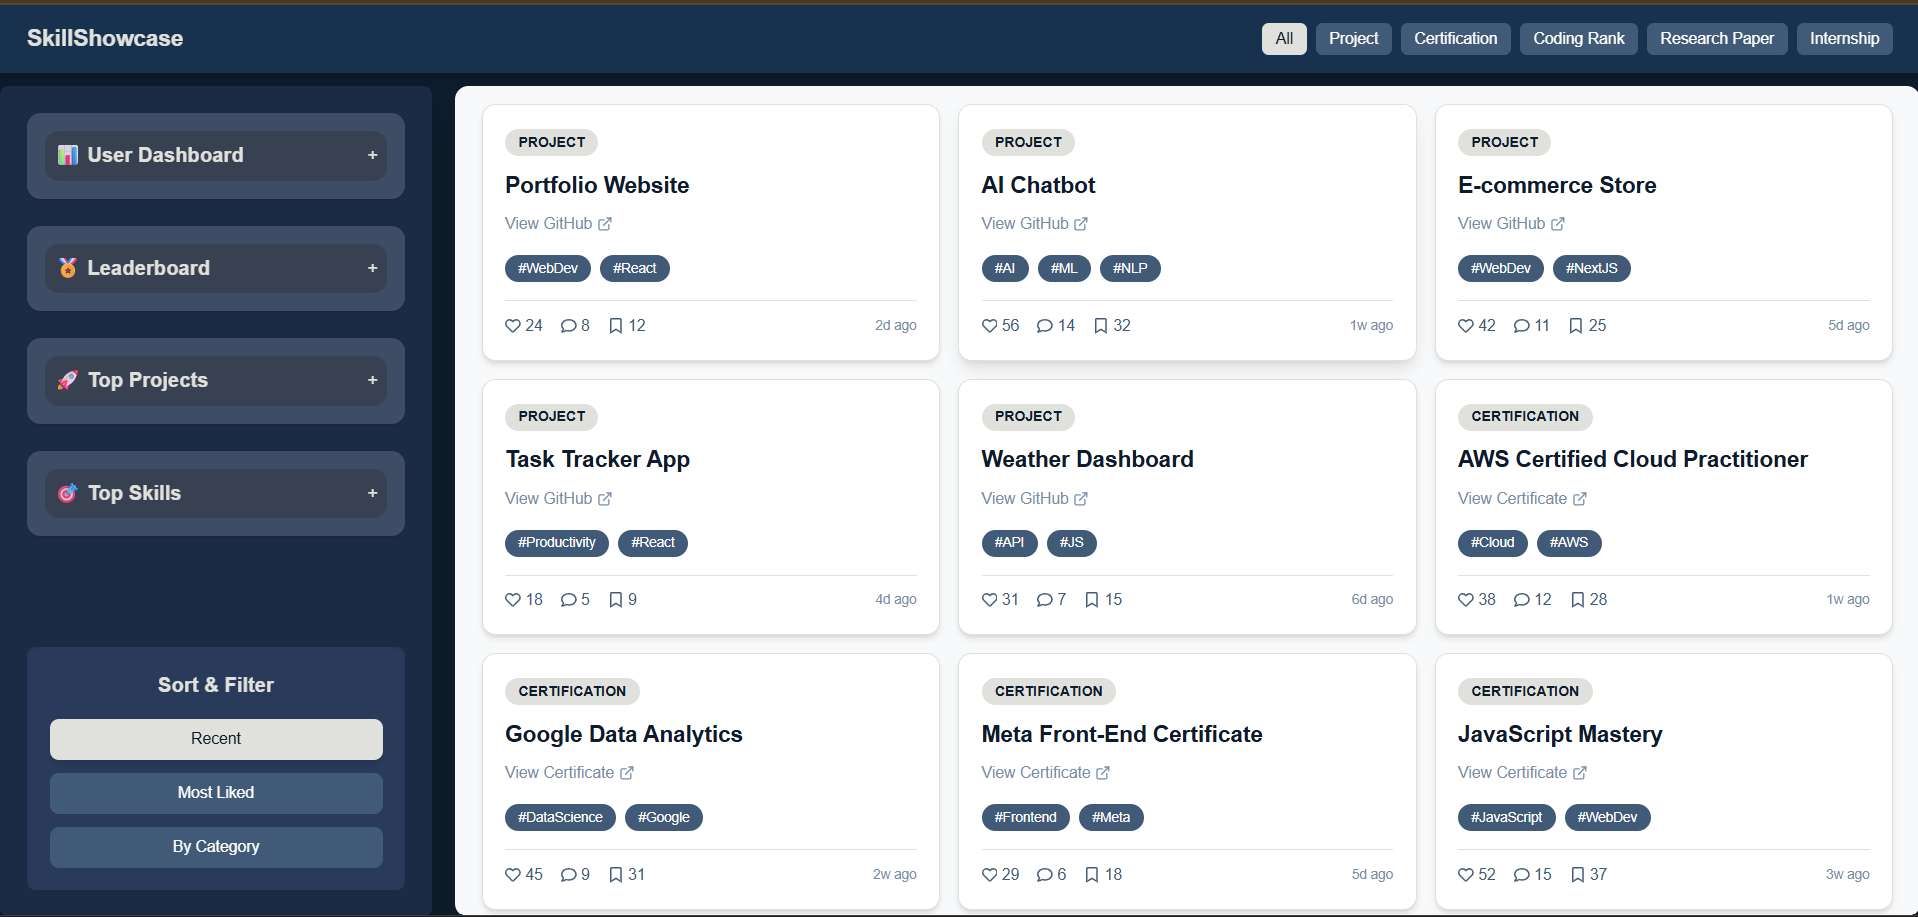 SkillShowcase
All
Project
Certification
Coding Rank
Research Paper
Internship
User Dashboard +
Leaderboard +
Top Projects +
Top Skills +
Sort & Filter
Recent
Most Liked
By Category
PROJECT
Portfolio Website
View GitHub
#WebDev #React
24 8 12 2d ago
PROJECT
AI Chatbot
View GitHub
#AI #ML #NLP
56 14 32 1w ago
PROJECT
E-commerce Store
View GitHub
#WebDev #NextJS
42 11 25 5d ago
PROJECT
Task Tracker App
View GitHub
#Productivity #React
18 5 9 4d ago
PROJECT
Weather Dashboard
View GitHub
#API #JS
31 7 15 6d ago
CERTIFICATION
AWS Certified Cloud Practitioner
View Certificate
#Cloud #AWS
38 12 28 1w ago
CERTIFICATION
Google Data Analytics
View Certificate
#DataScience #Google
45 9 31 2w ago
CERTIFICATION
Meta Front-End Certificate
View Certificate
#Frontend #Meta
29 6 18 5d ago
CERTIFICATION
JavaScript Mastery
View Certificate
#JavaScript #WebDev
52 15 37 3w ago